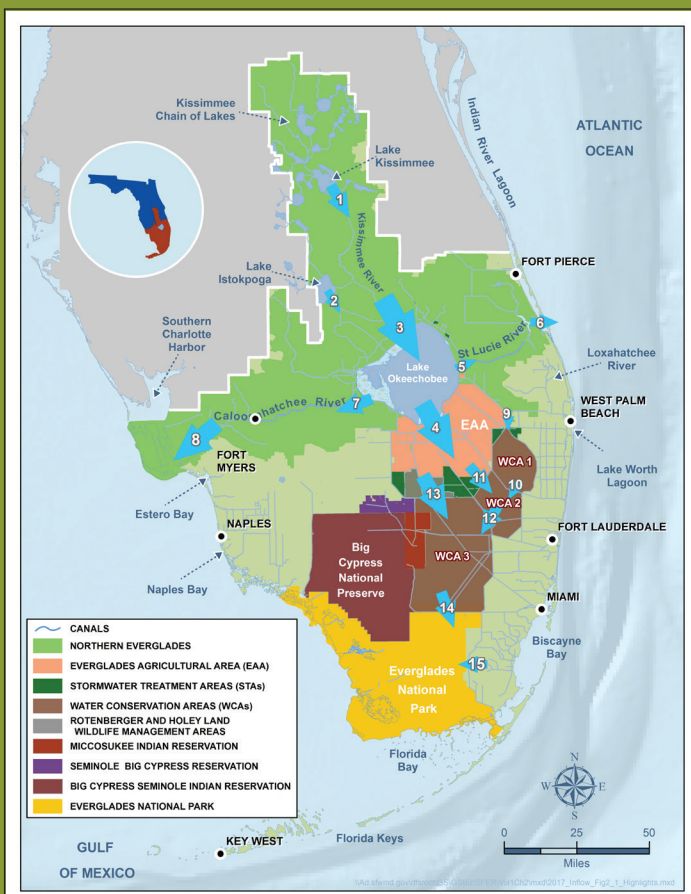 Kissimmee
Chain of Lakes
Lake
Kissimmee
Indian River Lagoon
ATLANTIC
OCEAN
1
Kissimmee River
Lake
Istokpoga
2
FORT PIERCE
3
6
Southern
Charlotte
Harbor
St Lucie River
5
Loxahatchee
River
Lake
Okeechobee
7
Caloosahatchee River
4
EAA
9
WEST PALM
BEACH
8
FORT
MYERS
WCA 1
Lake Worth
Lagoon
11
10
13
WCA 2
12
Estero Bay
NAPLES
FORT LAUDERDALE
Big
Cypress
National
Preserve
WCA 3
Naples Bay
14
MIAMI
Biscayne
Bay
15
Everglades
National
Park
CANALS
NORTHERN EVERGLADES
EVERGLADES AGRICULTURAL AREA (EAA)
STORMWATER TREATMENT AREAS (STAs)
WATER CONSERVATION AREAS (WCAs)
ROTENBERGER AND HOLEY LAND
WILDLIFE MANAGEMENT AREAS
MICCOSUKEE INDIAN RESERVATION
SEMINOLE BIG CYPRESS RESERVATION
BIG CYPRESS SEMINOLE INDIAN RESERVATION
EVERGLADES NATIONAL PARK
Florida
Bay
N
W E
S
0 25 50
Miles
KEY WEST
Florida Keys
GULF
OF MEXICO